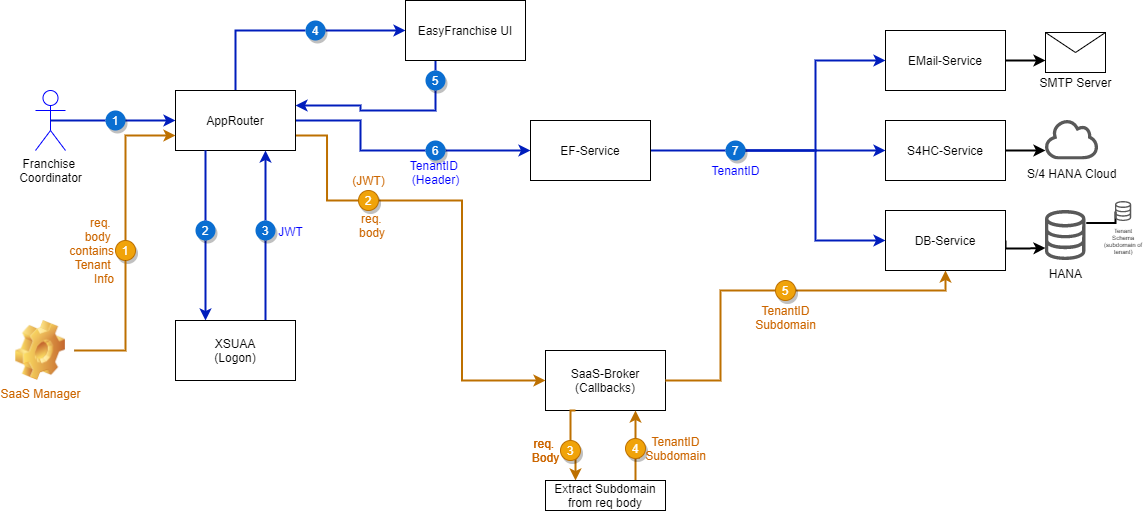 4
EasyFranchise UI
5
EMail-Service
SMTP Server
1
AppRouter
Franchise
Coordinator
6
TenantID
(Header)
EF-Service
7
TenantID
S4HC-Service
S/4 HANA Cloud
(JWT)
2
req.
body
2
3
JWT
req.
body
contains
Tenant
Info
1
DB-Service
HANA
Tenant
Schema
(subdomain of
tenant)
5
TenantID
Subdomain
SaaS Manager
XSUAA
(Logon)
SaaS-Broker
(Callbacks)
req.
Body
3
4
TenantID
Subdomain
Extract Subdomain
from req body